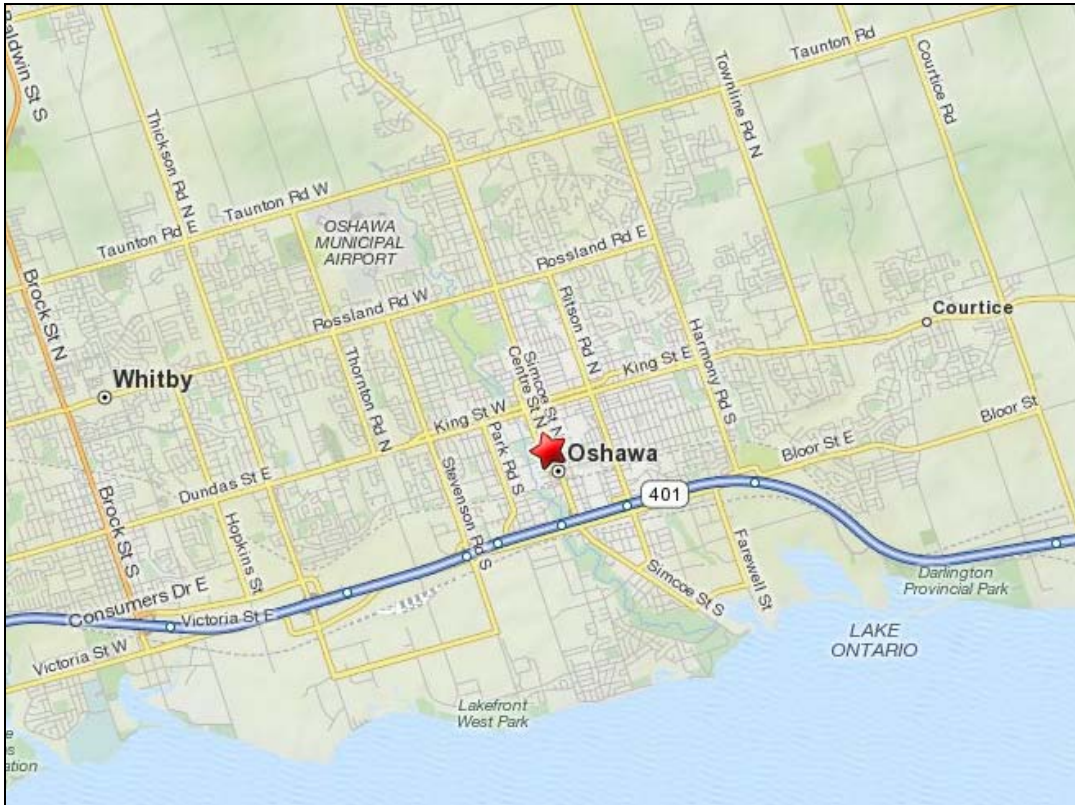 Baldwin St S
Thickson Rd N
Taunton Rd E
Taunton Rd W
OSHAWA
MUNICIPAL
AIRPORT
Townline Rd N
Taunton Rd
Courtice Rd
Brock St N
Rossland Rd W
Rossland Rd E
Ritson Rd N
Courtice
Whitby
Thornton Rd N
Simcoe St N
Centre St N
King St E
Harmony Rd S
King St W
Park Rd S
Oshawa
Bloor St
Bloor St E
Dundas St E
Stevenson Rd S
401
Brock St S
Hopkins St
Farewell St
Simcoe St S
Consumers Dr E
Victoria St E
Victoria St W
Darlington
Provincial Park
LAKE
ONTARIO
Lakefront
West Park